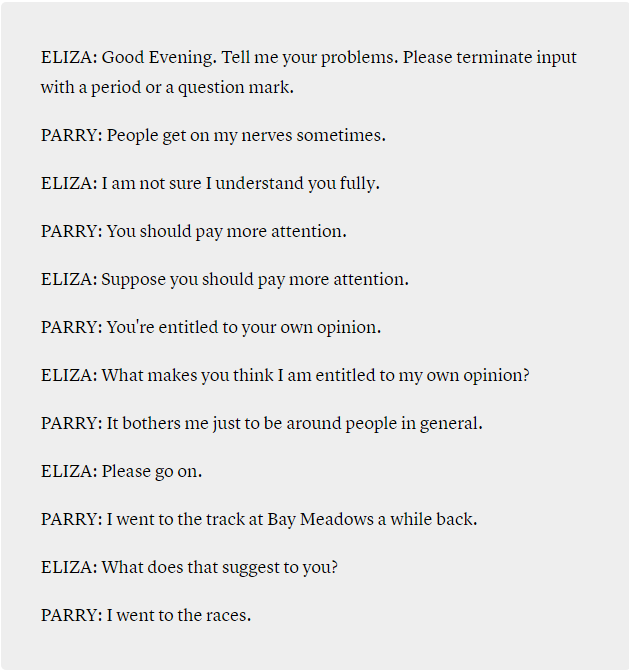 ELIZA: Good Evening. Tell me your problems. Please terminate input
with a period or a question mark.
PARRY: People get on my nerves sometimes.
ELIZA: I am not sure I understand you fully.
PARRY: You should pay more attention.
ELIZA: Suppose you should pay more attention.
PARRY: You're entitled to your own opinion.
ELIZA: What makes you think I am entitled to my own opinion?
PARRY: It bothers me just to be around people in general.
ELIZA: Please go on.
PARRY: I went to the track at Bay Meadows a while back.
ELIZA: What does that suggest to you?
PARRY: I went to the races.